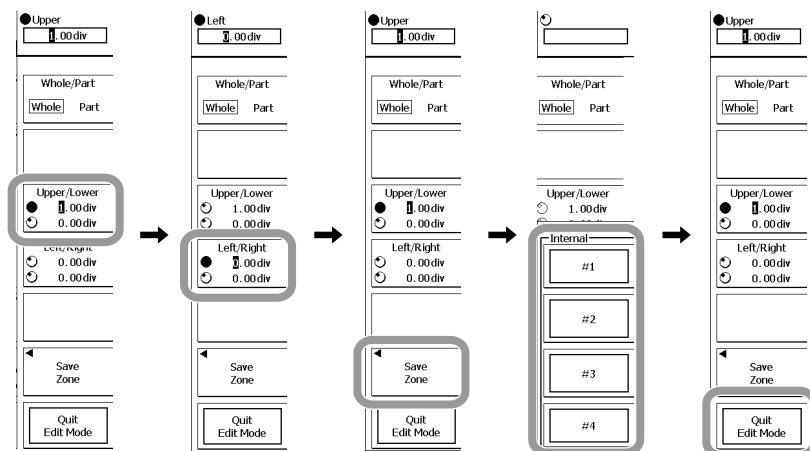 Upper
1.00div
Whole/Part
Whole Part
Upper/Lower
1.00div
0.00div
Left/Right
0.00div
0.00div
Save
Zone
Quit
Edit Mode
Left
0.00div
Whole/Part
Whole Part
Upper/Lower
1.00div
0.00div
Left/Right
0.00div
0.00div
Save
Zone
Quit
Edit Mode
Upper
1.00div
Whole/Part
Whole Part
Upper/Lower
1.00div
0.00div
Left/Right
0.00div
0.00div
Save
Zone
Quit
Edit Mode
Whole/Part
Whole Part
Upper/Lower
1.00div
Internal
#1
#2
#3
#4
Upper
1.00div
Whole/Part
Whole Part
Upper/Lower
1.00div
0.00div
Left/Right
0.00div
0.00div
Save
Zone
Quit
Edit Mode